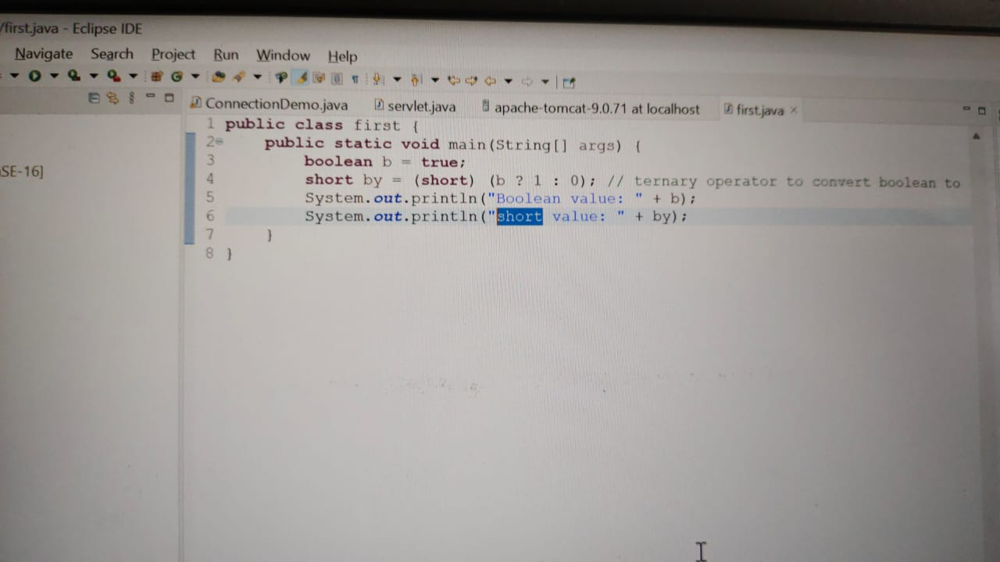 /first.java - Eclipse IDE
Navigate Search Project Run Window Help
ConnectionDemo.java servlet.java apache-tomcat-9.0.71 at localhost first.java
SE-16]
1 public class first {
2 public static void main(String[] args) {
3 boolean b = true;
4 short by = (short) (b ? 1 : 0); // ternary operator to convert boolean to
5 System.out.println("Boolean value: " + b);
6 System.out.println("short value: " + by);
7 }
8 }